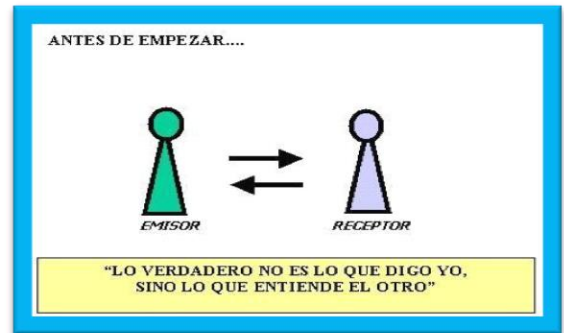 ANTES DE EMPEZAR....
EMISOR
RECEPTOR
“LO VERDADERO NO ES LO QUE DIGO YO,
SINO LO QUE ENTIENDE EL OTRO”